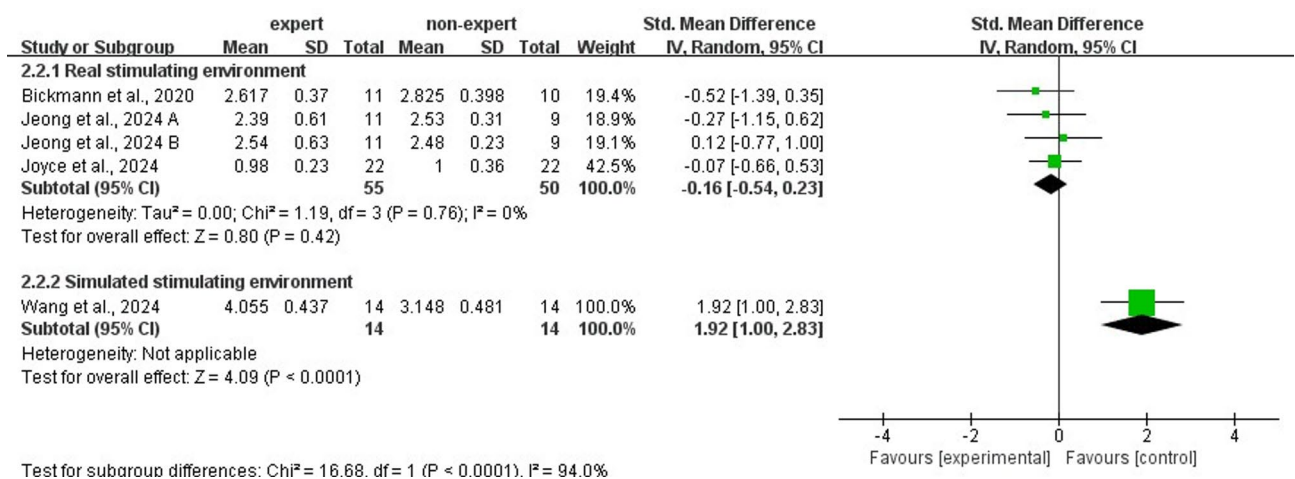 expert non-expert Std. Mean Difference Std. Mean Difference
Study or Subgroup Mean SD Total Mean SD Total Weight IV, Random, 95% CI IV, Random, 95% CI
2.2.1 Real stimulating environment
Bickmann et al., 2020 2.617 0.37 11 2.825 0.398 10 19.4% -0.52 [-1.39, 0.35]
Jeong et al., 2024 A 2.39 0.61 11 2.53 0.31 9 18.9% -0.27 [-1.15, 0.62]
Jeong et al., 2024 B 2.54 0.63 11 2.48 0.23 9 19.1% 0.12 [-0.77, 1.00]
Joyce et al., 2024 0.98 0.23 22 1 0.36 22 42.5% -0.07 [-0.66, 0.53]
Subtotal (95% CI) 55 50 100.0% -0.16 [-0.54, 0.23]
Heterogeneity: Tau² = 0.00; Chi² = 1.19, df = 3 (P = 0.76); I² = 0%
Test for overall effect: Z = 0.80 (P = 0.42)
2.2.2 Simulated stimulating environment
Wang et al., 2024 4.055 0.437 14 3.148 0.481 14 100.0% 1.92 [1.00, 2.83]
Subtotal (95% CI) 14 14 100.0% 1.92 [1.00, 2.83]
Heterogeneity: Not applicable
Test for overall effect: Z = 4.09 (P < 0.0001)
-4 -2 0 2 4
Favours [experimental] Favours [control]
Test for subgroup differences: Chi² = 16.68, df = 1 (P < 0.0001), I² = 94.0%